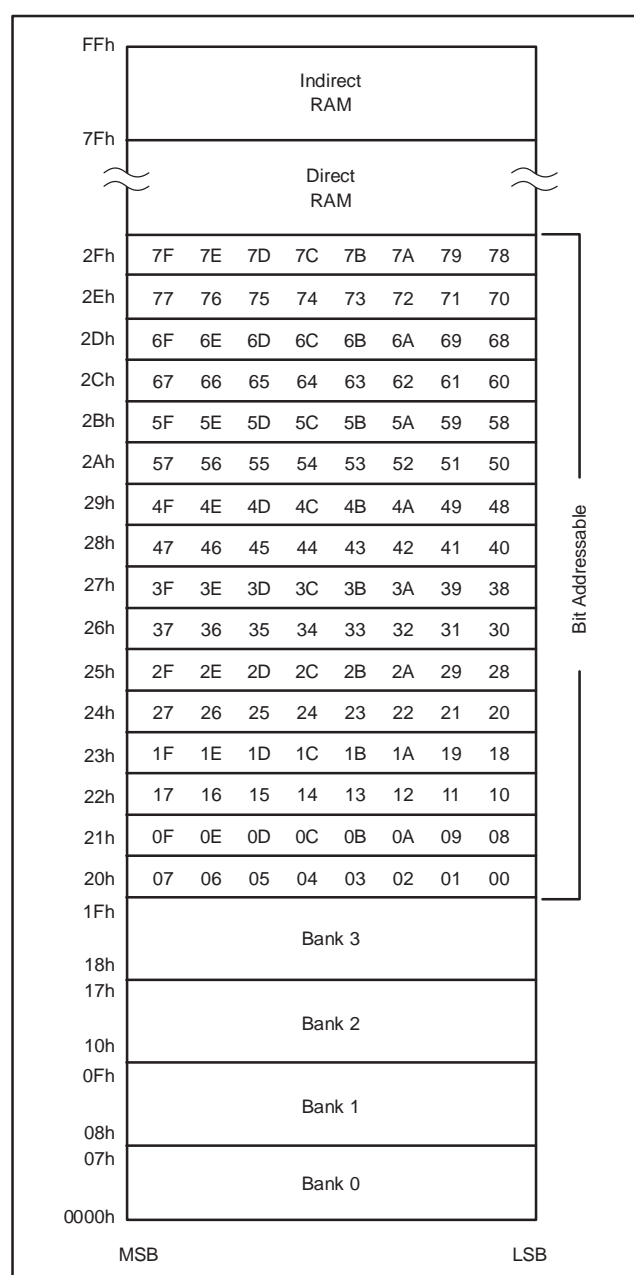 FFh
Indirect
RAM
7Fh
Direct
RAM
2Fh 7F 7E 7D 7C 7B 7A 79 78
2Eh 77 76 75 74 73 72 71 70
2Dh 6F 6E 6D 6C 6B 6A 69 68
2Ch 67 66 65 64 63 62 61 60
2Bh 5F 5E 5D 5C 5B 5A 59 58
2Ah 57 56 55 54 53 52 51 50
29h 4F 4E 4D 4C 4B 4A 49 48
28h 47 46 45 44 43 42 41 40
27h 3F 3E 3D 3C 3B 3A 39 38
26h 37 36 35 34 33 32 31 30
25h 2F 2E 2D 2C 2B 2A 29 28
24h 27 26 25 24 23 22 21 20
23h 1F 1E 1D 1C 1B 1A 19 18
22h 17 16 15 14 13 12 11 10
21h 0F 0E 0D 0C 0B 0A 09 08
20h 07 06 05 04 03 02 01 00
Bit Addressable
1Fh
Bank 3
18h
17h
Bank 2
10h
0Fh
Bank 1
08h
07h
Bank 0
0000h
MSB LSB